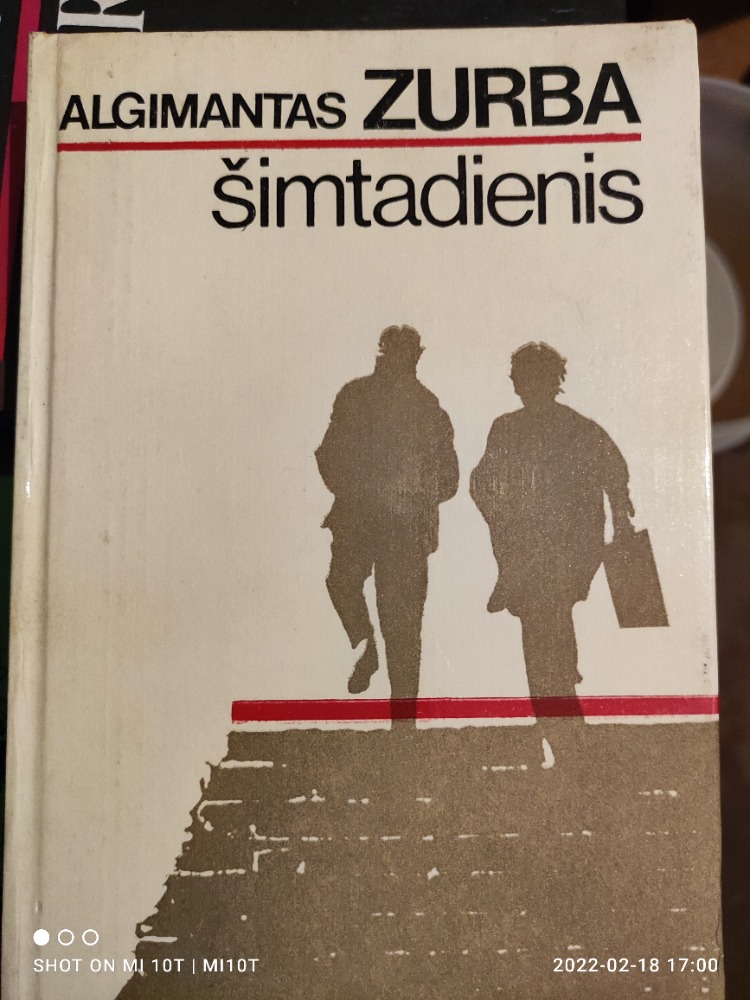 R
ALGIMANTAS ZURBA
šimtadienis
SHOT ON MI 10T | MI10T
2022-02-18 17:00